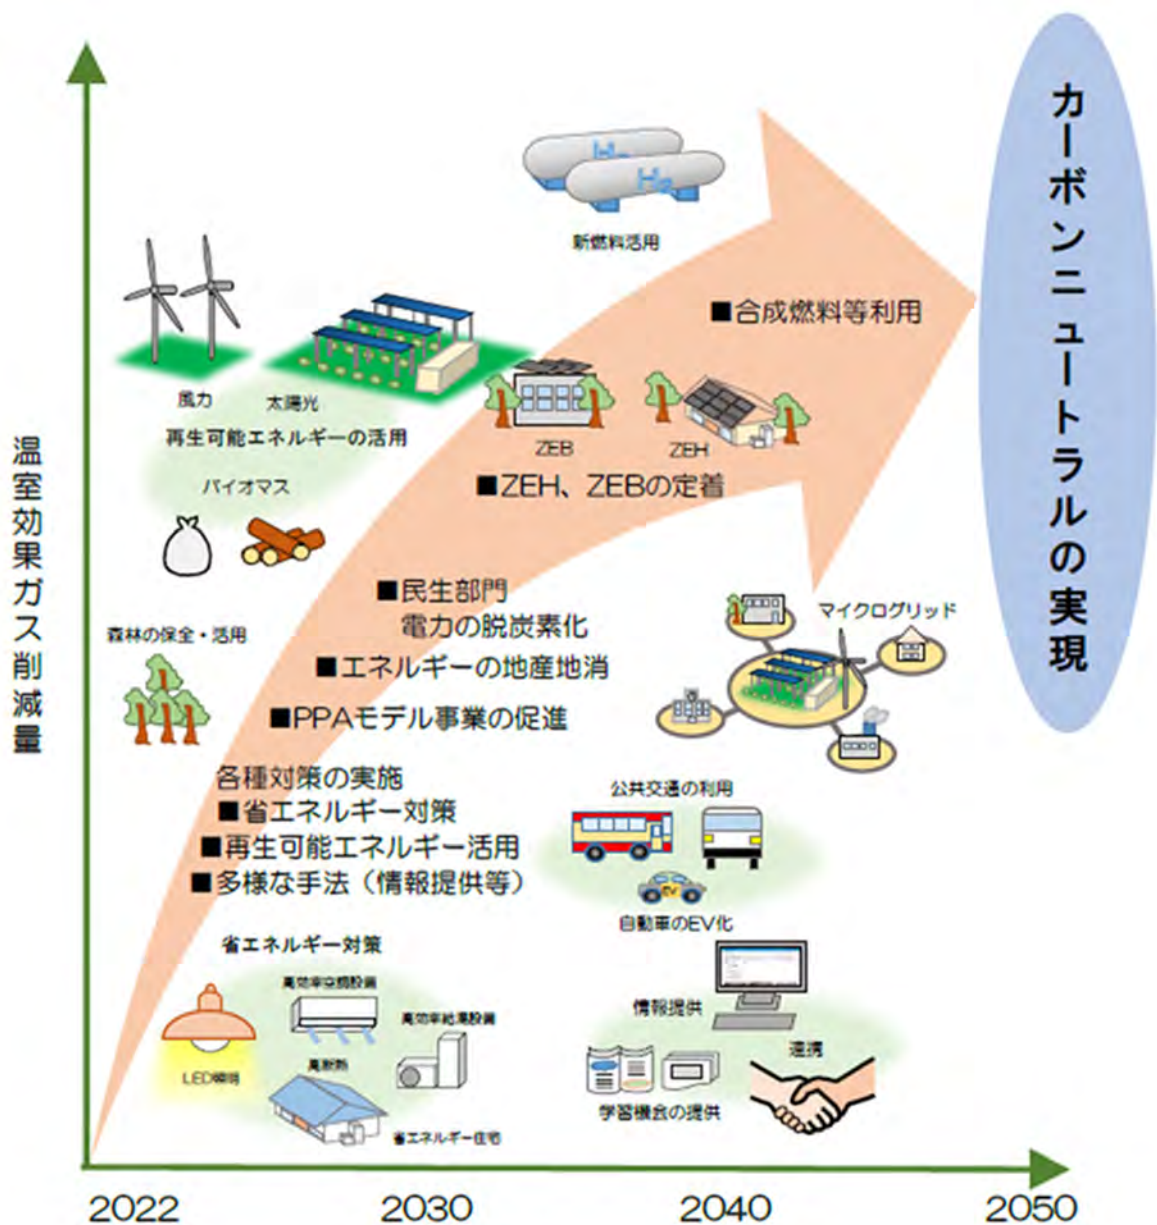 カーボンニュートラルの実現
温室効果ガス削減量
H₂
H₂
新燃料活用
■合成燃料等利用
風力
太陽光
再生可能エネルギーの活用
バイオマス
ZEB
ZEH
■ZEH、ZEBの定着
■民生部門
電力の脱炭素化
■エネルギーの地産地消
■PPAモデル事業の促進
森林の保全・活用
マイクログリッド
各種対策の実施
■省エネルギー対策
■再生可能エネルギー活用
■多様な手法（情報提供等）
公共交通の利用
EV
自動車のEV化
省エネルギー対策
高効率空調設備
高効率給湯設備
LED照明
高断熱
省エネルギー住宅
情報提供
連携
学習機会の提供
2022
2030
2040
2050